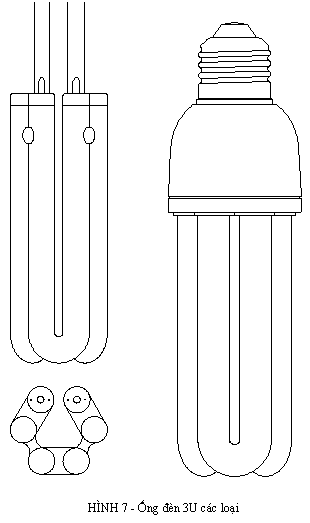 HÌNH 7 - Ống đèn 3U các loại